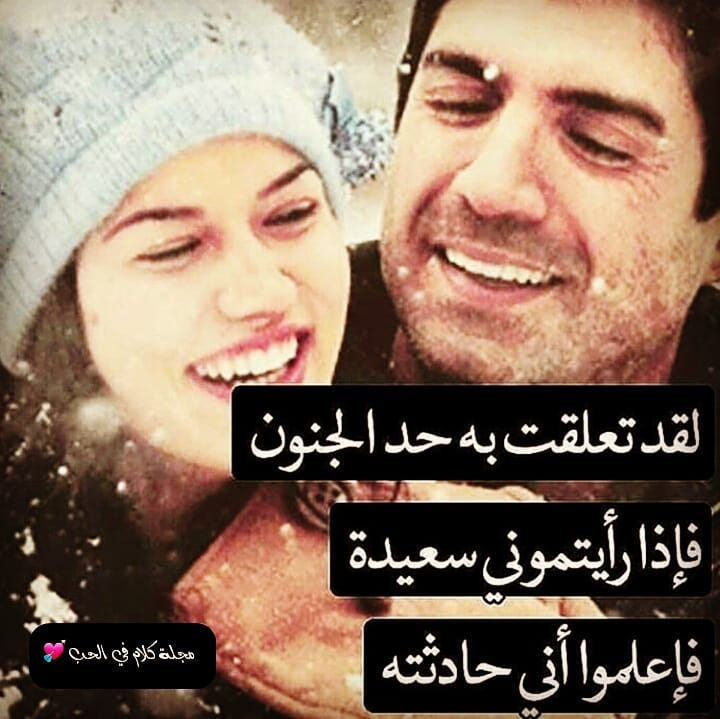 لقد تعلقت به حد الجنون
فإذا رأيتموني سعيدة
فإعلموا أني حادثته
مجلة كلام في الحب 💘